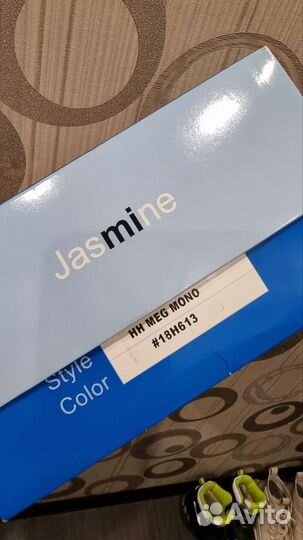 Jasmine
Style HH MEG MONO
Color #18H613
Avito